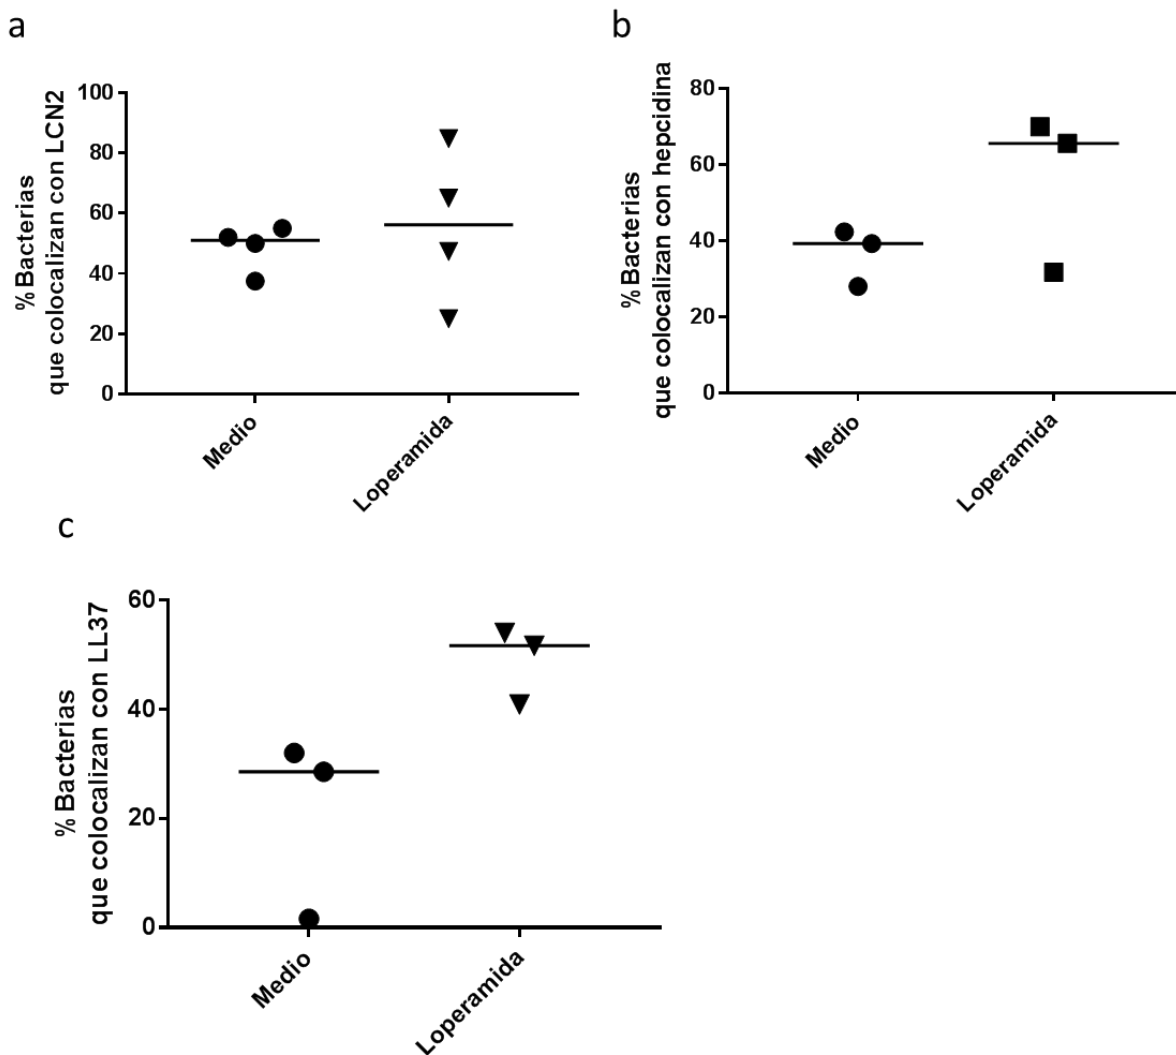 a
% Bacterias
que colocalizan con LCN2
100
80
60
40
20
0
Medio
Loperamida
b
% Bacterias
que colocalizan con hepcidina
80
60
40
20
0
Medio
Loperamida
c
% Bacterias
que colocalizan con LL37
60
40
20
0
Medio
Loperamida